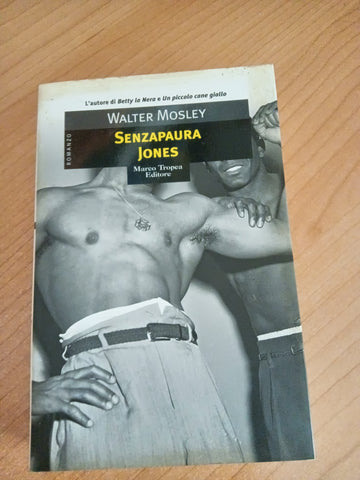 L'autore di Betty la Nera e Un piccolo cane giallo
WALTER MOSLEY
ROMANZO
SENZAPAURA
JONES
Marco Tropea
Editore